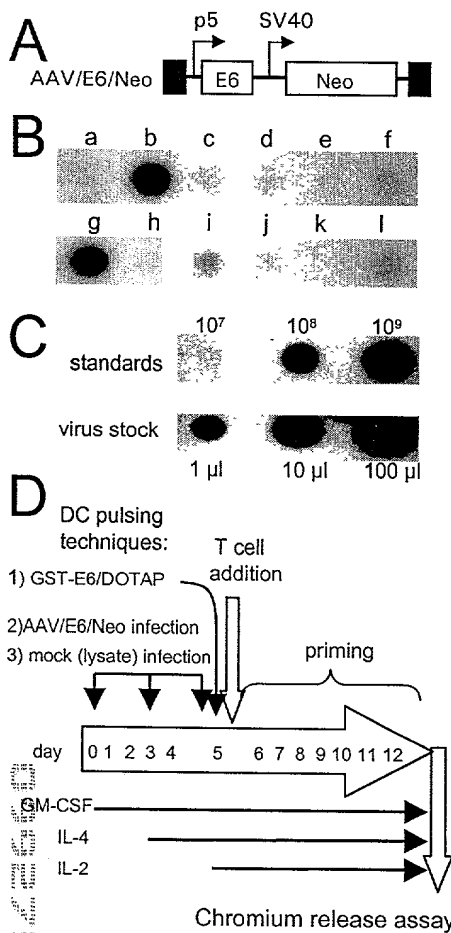 A
p5 SV40
AAV/E6/Neo E6 Neo
B
a b c d e f
g h i j k l
C
10⁷ 10⁸ 10⁹
standards
virus stock
1 µl 10 µl 100 µl
D
DC pulsing
techniques:
T cell
addition
1) GST-E6/DOTAP
2)AAV/E6/Neo infection
3) mock (lysate) infection
priming
day 0 1 2 3 4 5 6 7 8 9 10 11 12
GM-CSF
IL-4
IL-2
Chromium release assay